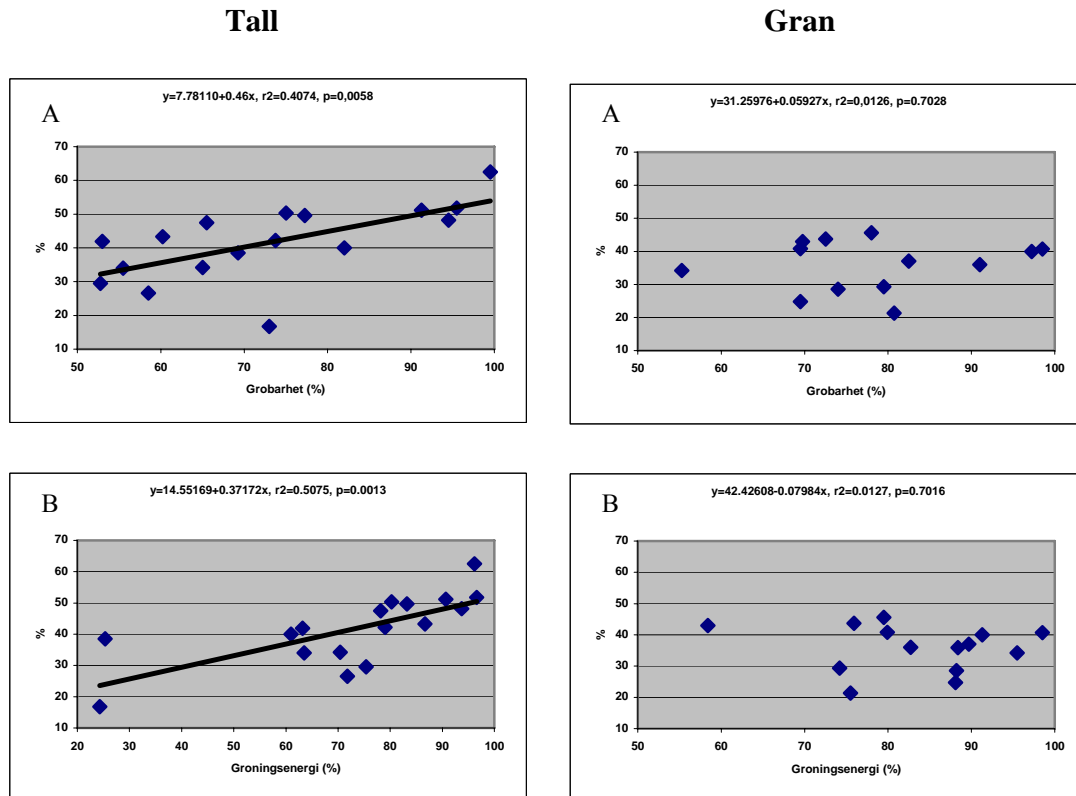 Tall
Gran
y=7.78110+0.46x, r2=0.4074, p=0,0058
A
70
60
50
40
30
20
10
%
50 60 70 80 90 100
Grobarhet (%)
y=31.25976+0.05927x, r2=0,0126, p=0.7028
A
70
60
50
40
30
20
10
%
50 60 70 80 90 100
Grobarhet (%)
y=14.55169+0.37172x, r2=0.5075, p=0.0013
B
70
60
50
40
30
20
10
%
20 30 40 50 60 70 80 90 100
Groningsenergi (%)
y=42.42608-0.07984x, r2=0.0127, p=0.7016
B
70
60
50
40
30
20
10
%
50 60 70 80 90 100
Groningsenergi (%)